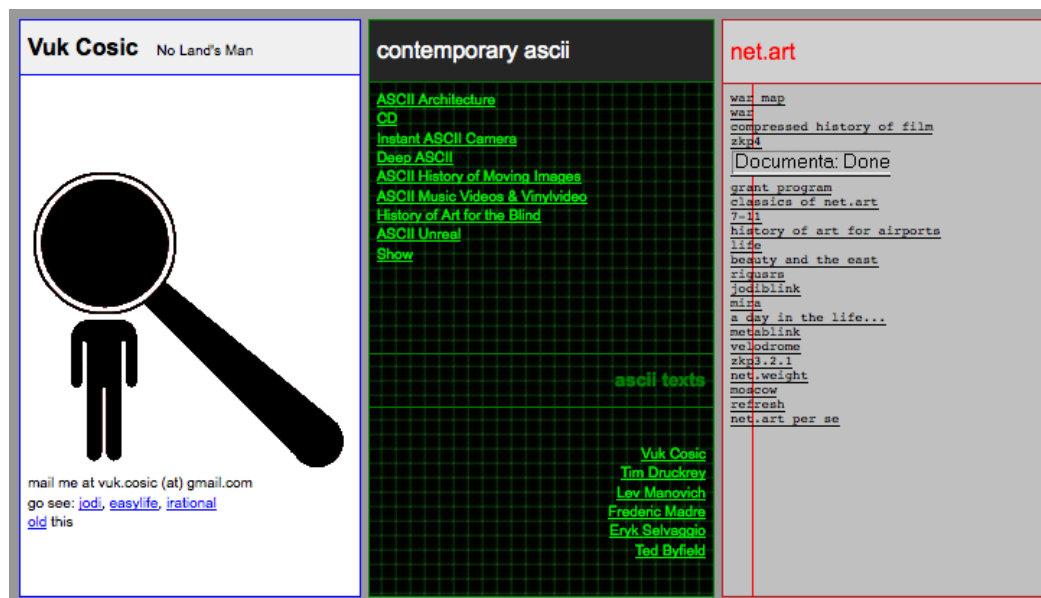 Vuk Cosic No Land's Man
mail me at vuk.cosic (at) gmail.com
go see: jodi, easylife, irational
old this
contemporary ascii
ASCII Architecture
CD
Instant ASCII Camera
Deep ASCII
ASCII History of Moving Images
ASCII Music Videos & Vinylvideo
History of Art for the Blind
ASCII Unreal
Show
ascii texts
Vuk Cosic
Tim Druckrey
Lev Manovich
Frederic Madre
Eryk Selvaggio
Ted Byfield
net.art
war map
war
compressed history of film
zkp4
Documenta: Done
grant program
classics of net.art
7-11
history of art for airports
life
beauty and the east
rigusrs
jodiblink
mira
a day in the life...
metablink
velodrome
zkp3.2.1
net.weight
moscow
refresh
net.art per se